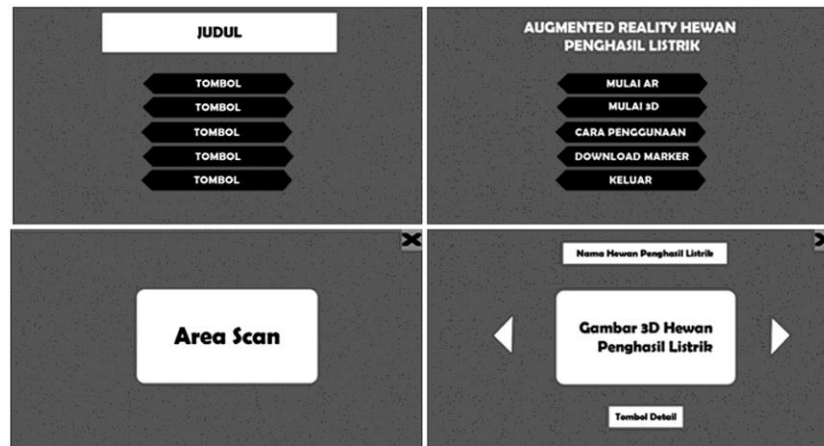 JUDUL
TOMBOL
TOMBOL
TOMBOL
TOMBOL
TOMBOL
AUGMENTED REALITY HEWAN
PENGHASIL LISTRIK
MULAI AR
MULAI 3D
CARA PENGGUNAAN
DOWNLOAD MARKER
KELUAR
Area Scan
Nama Hewan Penghasil Listrik
Gambar 3D Hewan
Penghasil Listrik
Tombol Detail